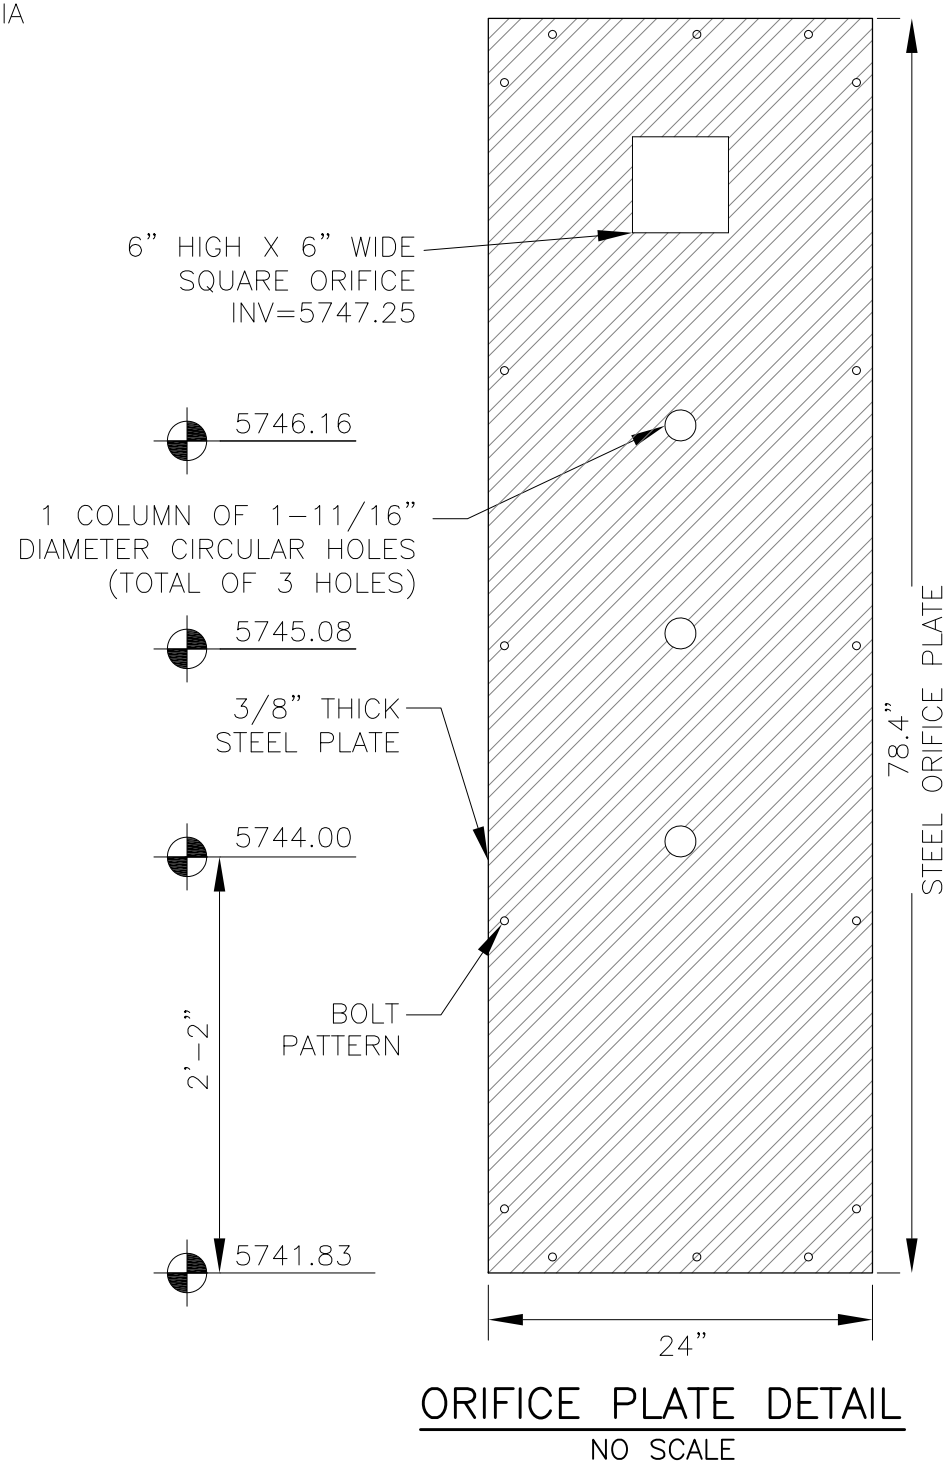 IA
6" HIGH X 6" WIDE
SQUARE ORIFICE
INV=5747.25
5746.16
1 COLUMN OF 1-11/16"
DIAMETER CIRCULAR HOLES
(TOTAL OF 3 HOLES)
5745.08
3/8" THICK
STEEL PLATE
5744.00
BOLT
PATTERN
2'-2"
5741.83
78.4"
STEEL ORIFICE PLATE
24"
ORIFICE PLATE DETAIL
NO SCALE